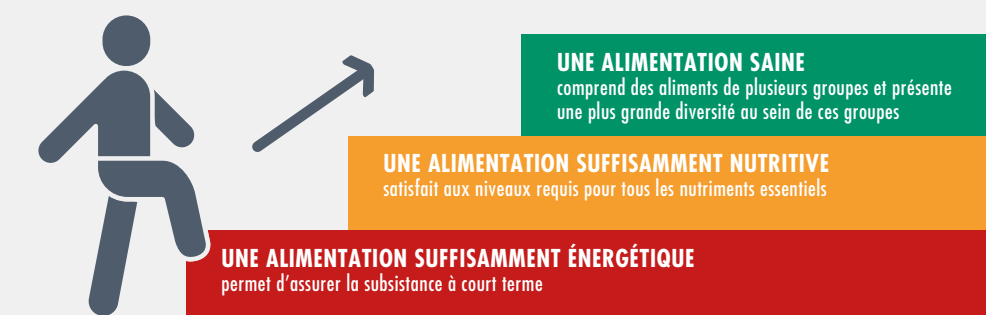 UNE ALIMENTATION SAINE
comprend des aliments de plusieurs groupes et présente
une plus grande diversité au sein de ces groupes
UNE ALIMENTATION SUFFISAMMENT NUTRITIVE
satisfait aux niveaux requis pour tous les nutriments essentiels
UNE ALIMENTATION SUFFISAMMENT ÉNERGÉTIQUE
permet d'assurer la subsistance à court terme